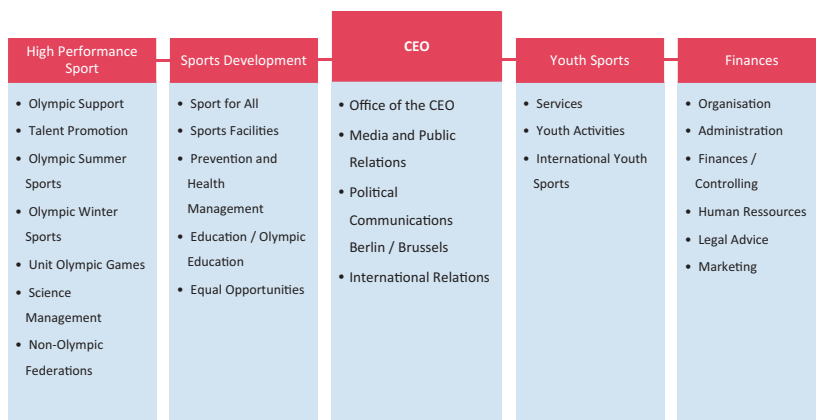 High Performance
Sport
• Olympic Support
• Talent Promotion
• Olympic Summer
Sports
• Olympic Winter
Sports
• Unit Olympic Games
• Science
Management
• Non-Olympic
Federations
Sports Development
• Sport for All
• Sports Facilities
• Prevention and
Health
Management
• Education / Olympic
Education
• Equal Opportunities
CEO
• Office of the CEO
• Media and Public
Relations
• Political
Communications
Berlin / Brussels
• International Relations
Youth Sports
• Services
• Youth Activities
• International Youth
Sports
Finances
• Organisation
• Administration
• Finances /
Controlling
• Human Ressources
• Legal Advice
• Marketing